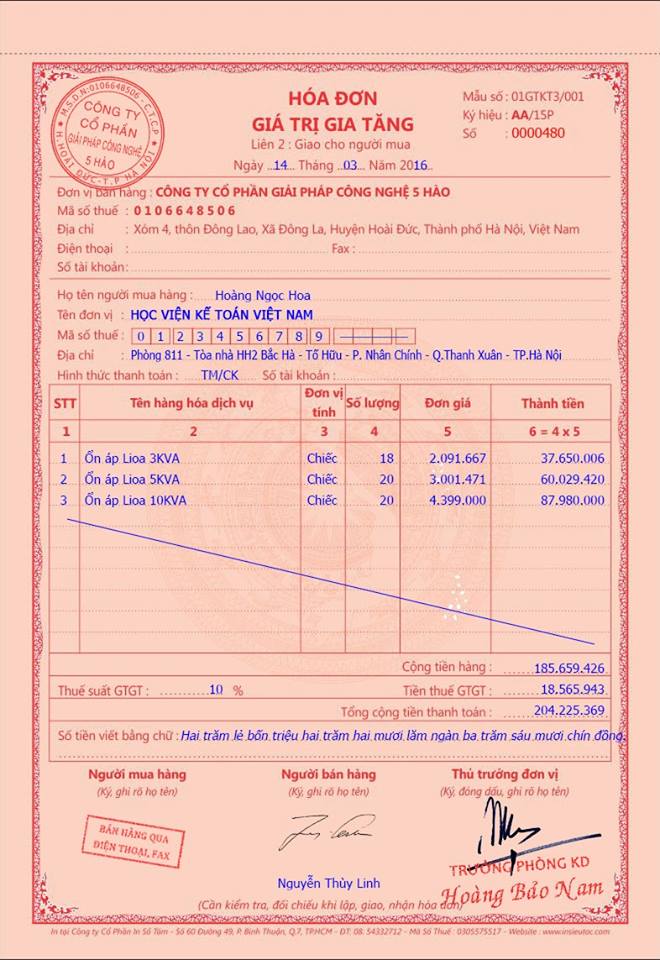 M.S.D.N:0106648506 - C.T.C.P
H.HOÀI ĐỨC-T.P HÀ NỘI
CÔNG TY
CỔ PHẦN
GIẢI PHÁP CÔNG NGHỆ
5 HÀO
HÓA ĐƠN
GIÁ TRỊ GIA TĂNG
Liên 2 : Giao cho người mua
Ngày ..14... Tháng ..03... Năm 2016...
Mẫu số : 01GTKT3/001
Ký hiệu : AA/15P
Số : 0000480
Đơn vị bán hàng : CÔNG TY CỔ PHẦN GIẢI PHÁP CÔNG NGHỆ 5 HÀO
Mã số thuế : 0106648506
Địa chỉ : Xóm 4, thôn Đông Lao, Xã Đông La, Huyện Hoài Đức, Thành phố Hà Nội, Việt Nam
Điện thoại : Fax :
Số tài khoản:
Họ tên người mua hàng : Hoàng Ngọc Hoa
Tên đơn vị : HỌC VIỆN KẾ TOÁN VIỆT NAM
Mã số thuế : 0 1 2 3 4 5 6 7 8 9
Địa chỉ : Phòng 811 - Tòa nhà HH2 Bắc Hà - Tố Hữu - P. Nhân Chính - Q.Thanh Xuân - TP.Hà Nội
Hình thức thanh toán : TM/CK Số tài khoản :
STT Tên hàng hóa dịch vụ Đơn vị tính Số lượng Đơn giá Thành tiền
1 2 3 4 5 6 = 4 x 5
1 Ổn áp Lioa 3KVA Chiếc 18 2.091.667 37.650.006
2 Ổn áp Lioa 5KVA Chiếc 20 3.001.471 60.029.420
3 Ổn áp Lioa 10KVA Chiếc 20 4.399.000 87.980.000
Cộng tiền hàng : 185.659.426
Thuế suất GTGT : 10 % Tiền thuế GTGT : 18.565.943
Tổng cộng tiền thanh toán : 204.225.369
Số tiền viết bằng chữ : Hai trăm lẻ bốn triệu hai trăm hai mươi lăm ngàn ba trăm sáu mươi chín đồng.
Người mua hàng Người bán hàng Thủ trưởng đơn vị
(Ký, ghi rõ họ tên) (Ký, ghi rõ họ tên) (Ký, đóng dấu, ghi rõ họ tên)
BÁN HÀNG QUA
ĐIỆN THOẠI, FAX
TRƯỞNG PHÒNG KD
Nguyễn Thùy Linh
Hoàng Bảo Nam
(Cần kiểm tra, đối chiếu khi lập, giao, nhận hóa đơn)
In tại Công ty Cổ Phần In Số Tám - Số 60 Đường 49, P. Bình Thuận, Q.7, TP.HCM - ĐT: 08. 54332712 - Mã Số Thuế : 0305575517 - Website : www.insieutoc.com